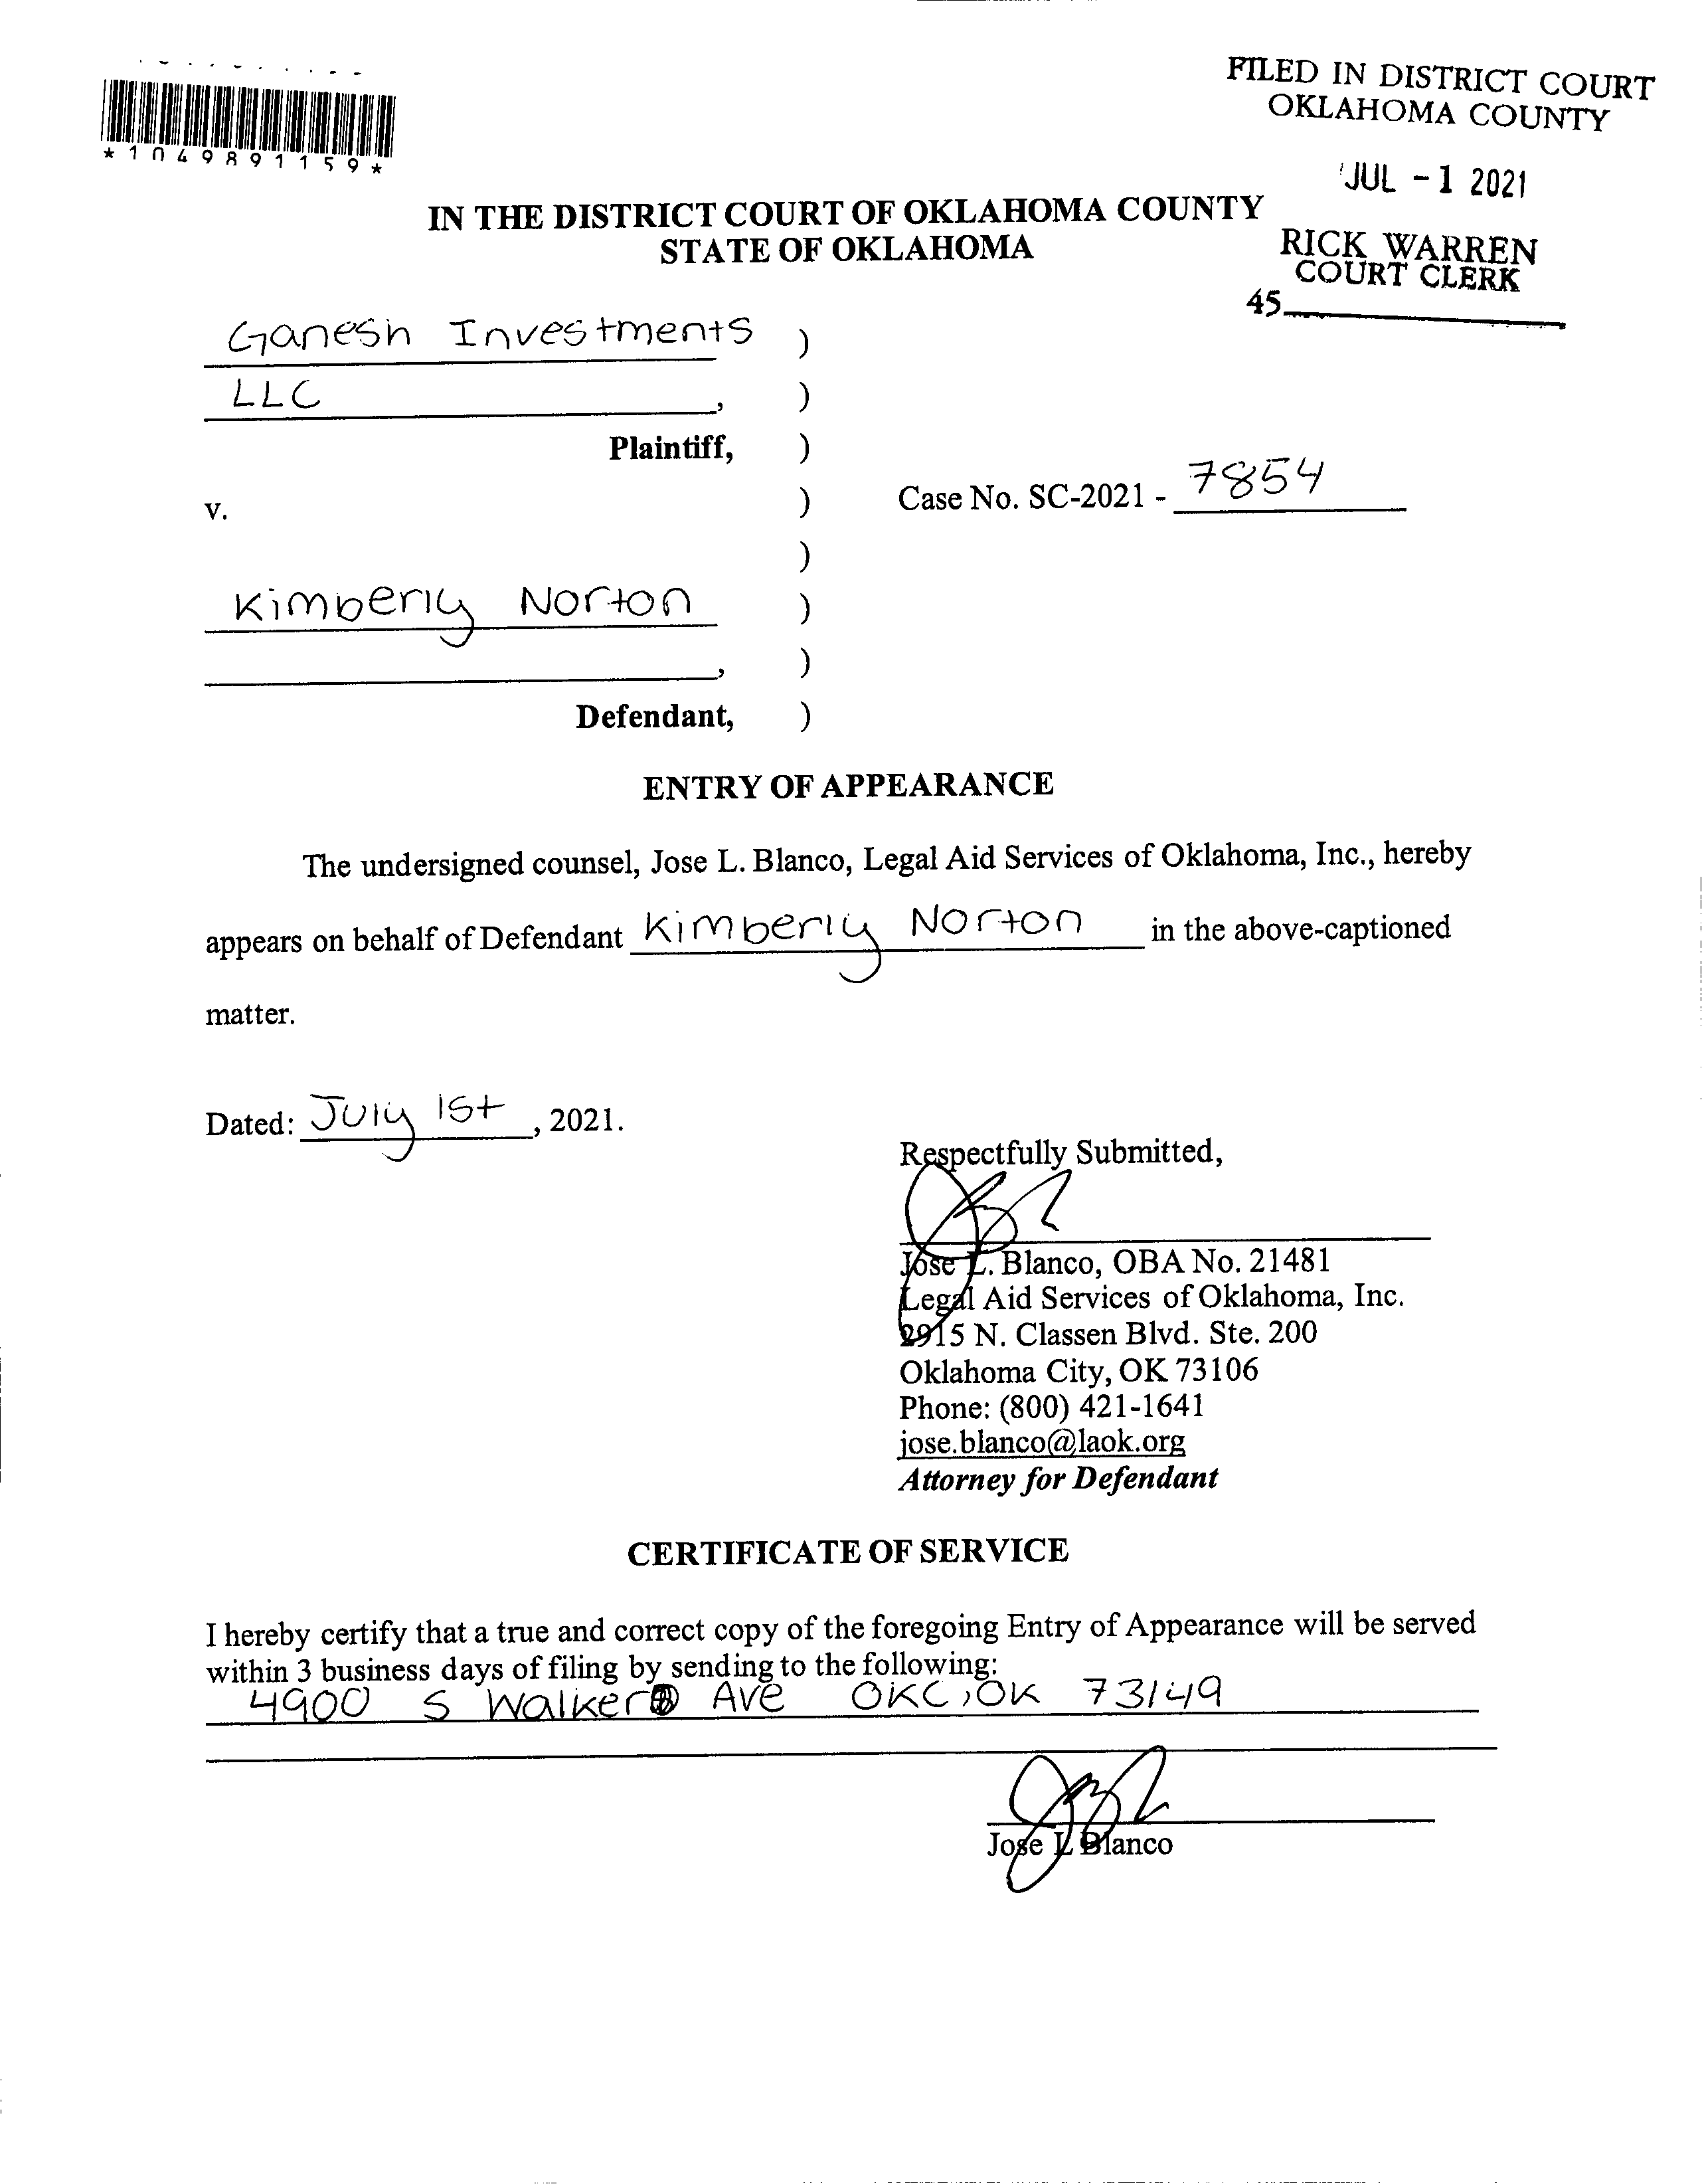 *1049891159*
FILED IN DISTRICT COURT
OKLAHOMA COUNTY
JUL - 1 2021
RICK WARREN
COURT CLERK
45
IN THE DISTRICT COURT OF OKLAHOMA COUNTY
STATE OF OKLAHOMA
Ganesh Investments )
LLC , )
Plaintiff, )
v. ) Case No. SC-2021 - 7854
)
Kimberly Norton )
, )
Defendant, )
ENTRY OF APPEARANCE
The undersigned counsel, Jose L. Blanco, Legal Aid Services of Oklahoma, Inc., hereby
appears on behalf of Defendant Kimberly Norton in the above-captioned
matter.
Dated: July 1st, 2021.
Respectfully Submitted,
Jose L. Blanco, OBA No. 21481
Legal Aid Services of Oklahoma, Inc.
2915 N. Classen Blvd. Ste. 200
Oklahoma City, OK 73106
Phone: (800) 421-1641
jose.blanco@laok.org
Attorney for Defendant
CERTIFICATE OF SERVICE
I hereby certify that a true and correct copy of the foregoing Entry of Appearance will be served
within 3 business days of filing by sending to the following:
4900 S Walker Ave OKC, OK 73149
Jose L Blanco